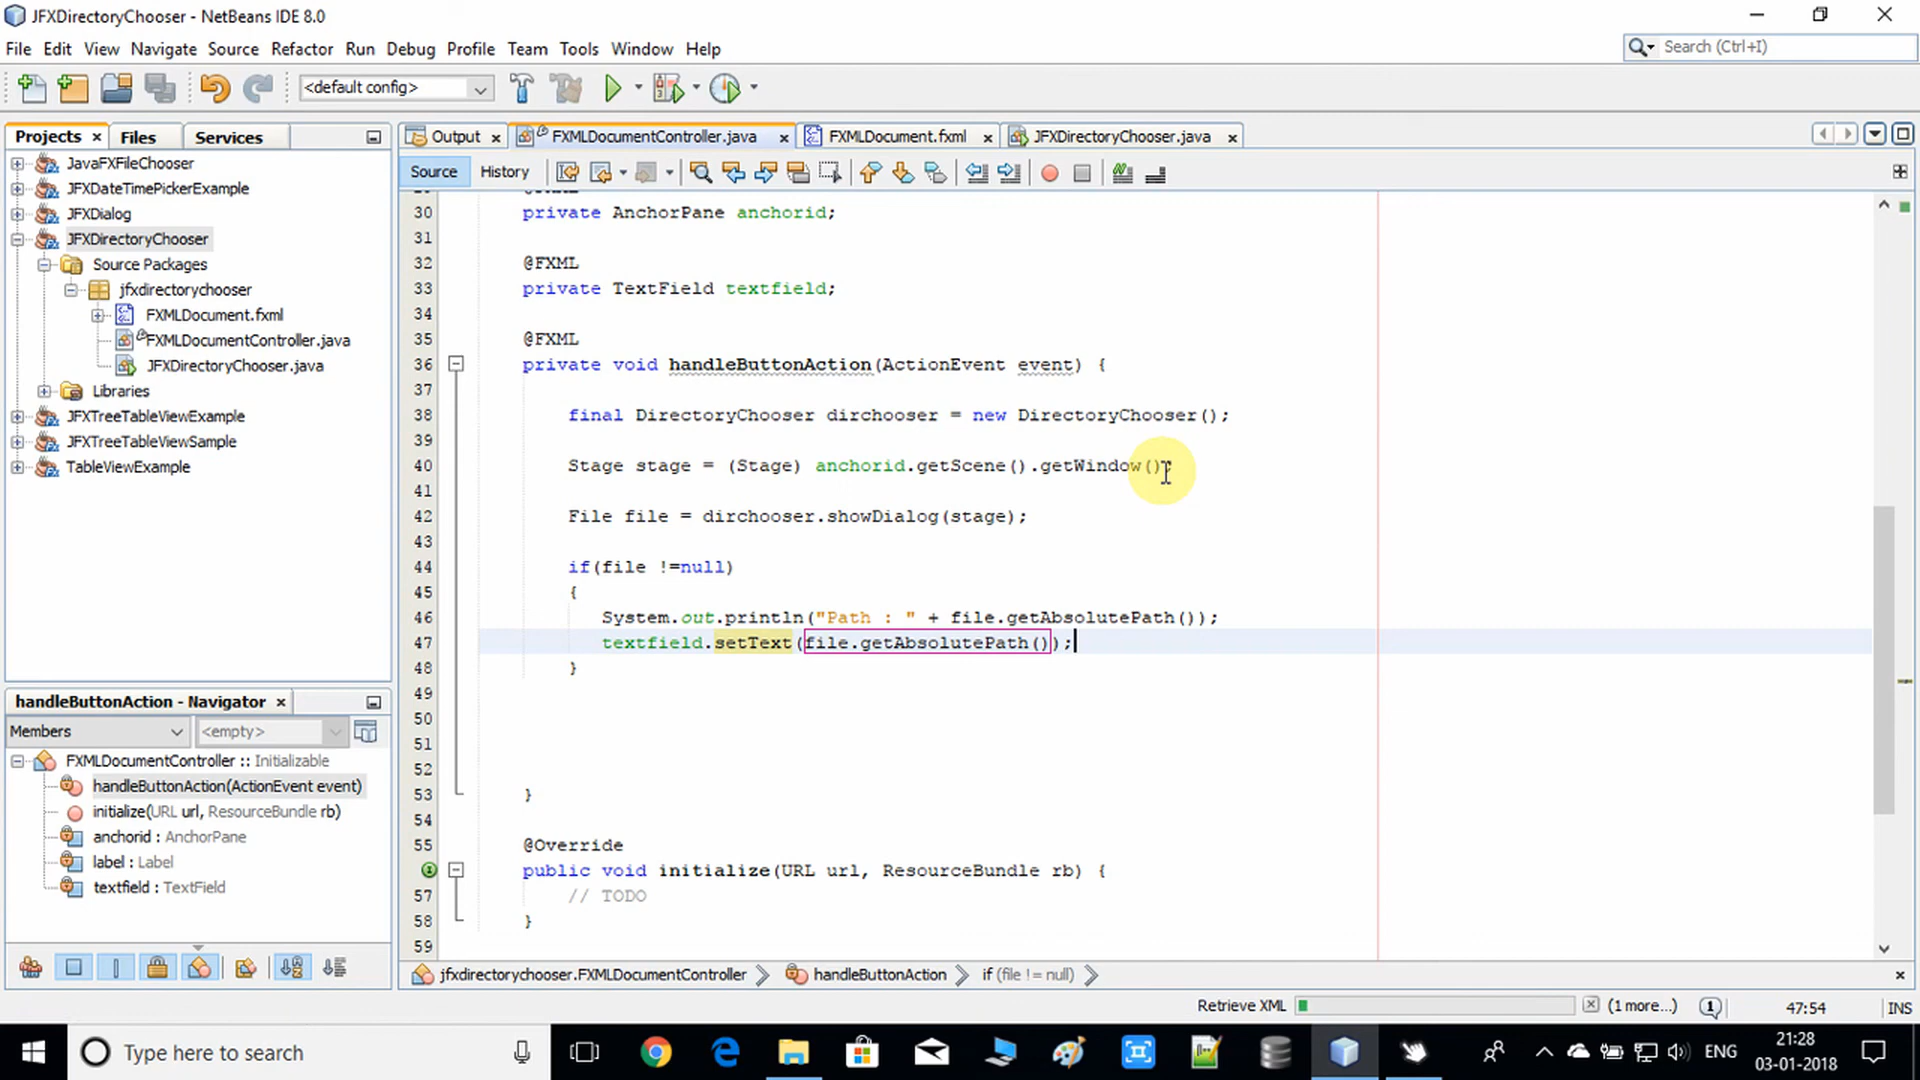 JFXDirectoryChooser - NetBeans IDE 8.0
File Edit View Navigate Source Refactor Run Debug Profile Team Tools Window Help
Search (Ctrl+I)
<default config>
Projects Files Services
Output FXMLDocumentController.java FXMLDocument.fxml JFXDirectoryChooser.java
Source History
JavaFXFileChooser
JFXDateTimePickerExample
JFXDialog
JFXDirectoryChooser
Source Packages
jfxdirectorychooser
FXMLDocument.fxml
FXMLDocumentController.java
JFXDirectoryChooser.java
Libraries
JFXTreeTableViewExample
JFXTreeTableViewSample
TableViewExample
handleButtonAction - Navigator
Members <empty>
FXMLDocumentController :: Initializable
handleButtonAction(ActionEvent event)
initialize(URL url, ResourceBundle rb)
anchorid : AnchorPane
label : Label
textfield : TextField
30 private AnchorPane anchorid;
31
32 @FXML
33 private TextField textfield;
34
35 @FXML
36 private void handleButtonAction(ActionEvent event) {
37
38 final DirectoryChooser dirchooser = new DirectoryChooser();
39
40 Stage stage = (Stage) anchorid.getScene().getWindow();
41
42 File file = dirchooser.showDialog(stage);
43
44 if(file !=null)
45 {
46 System.out.println("Path : " + file.getAbsolutePath());
47 textfield.setText(file.getAbsolutePath());
48 }
49
50
51
52
53 }
54
55 @Override
public void initialize(URL url, ResourceBundle rb) {
57 // TODO
58 }
59
jfxdirectorychooser.FXMLDocumentController handleButtonAction if (file != null)
Retrieve XML (1 more...) 1 47:54 INS
Type here to search
ENG
21:28
03-01-2018